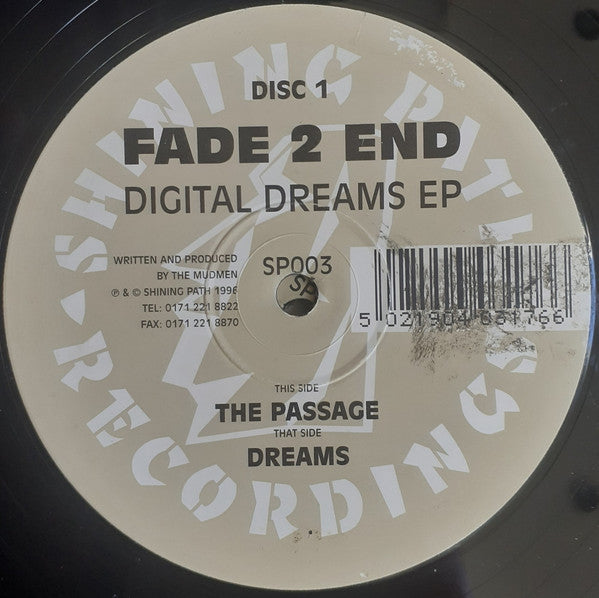 SHINING PATH
RECORDINGS
DISC 1
FADE 2 END
DIGITAL DREAMS EP
WRITTEN AND PRODUCED
BY THE MUDMEN
℗ & © SHINING PATH 1996
TEL: 0171 221 8822
FAX: 0171 221 8870
SP003
SP
5 021904 631766
THIS SIDE
THE PASSAGE
THAT SIDE
DREAMS